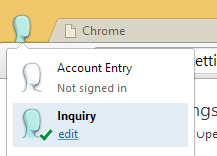 Chrome
Account Entry
Not signed in
Inquiry
edit